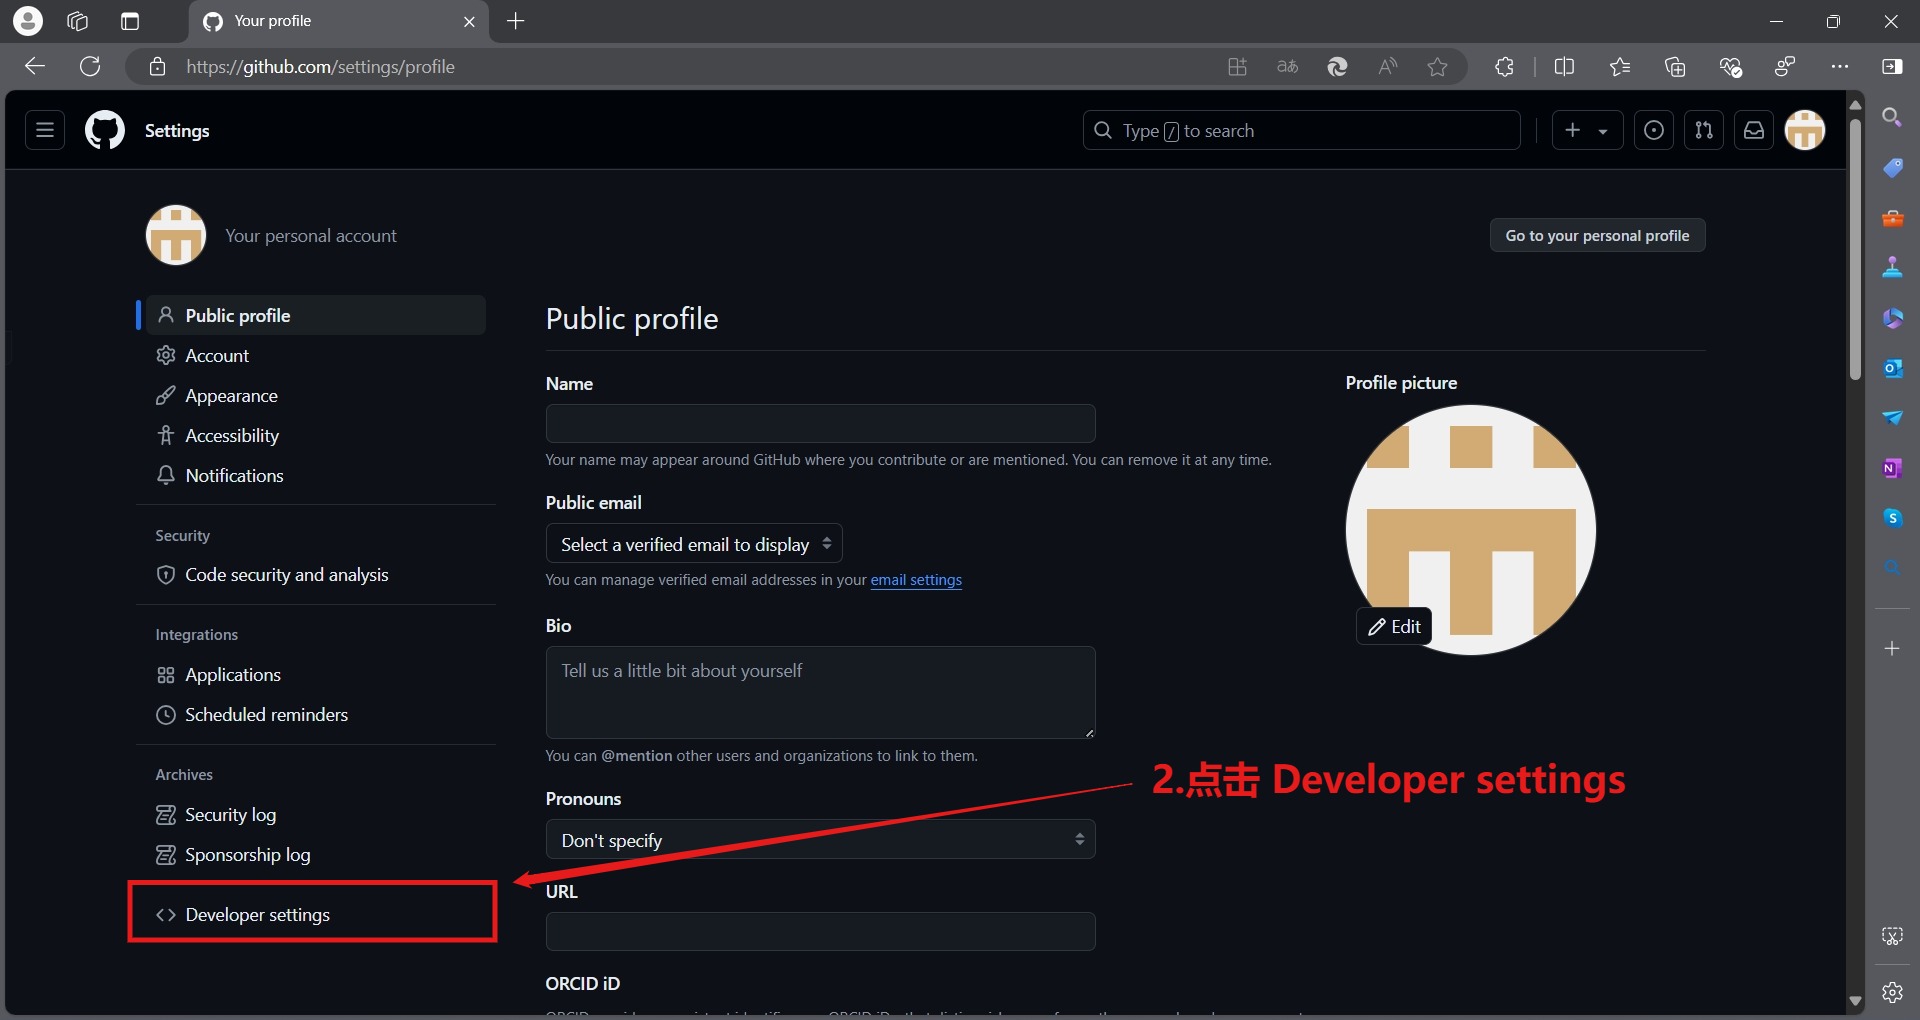 Your profile
https://github.com/settings/profile
Settings
Type / to search
Your personal account
Go to your personal profile
Public profile
Account
Appearance
Accessibility
Notifications
Security
Code security and analysis
Integrations
Applications
Scheduled reminders
Archives
Security log
Sponsorship log
Developer settings
Public profile
Name
Your name may appear around GitHub where you contribute or are mentioned. You can remove it at any time.
Public email
Select a verified email to display
You can manage verified email addresses in your email settings
Bio
Tell us a little bit about yourself
You can @mention other users and organizations to link to them.
Pronouns
Don't specify
URL
ORCID iD
Profile picture
Edit
2.点击 Developer settings